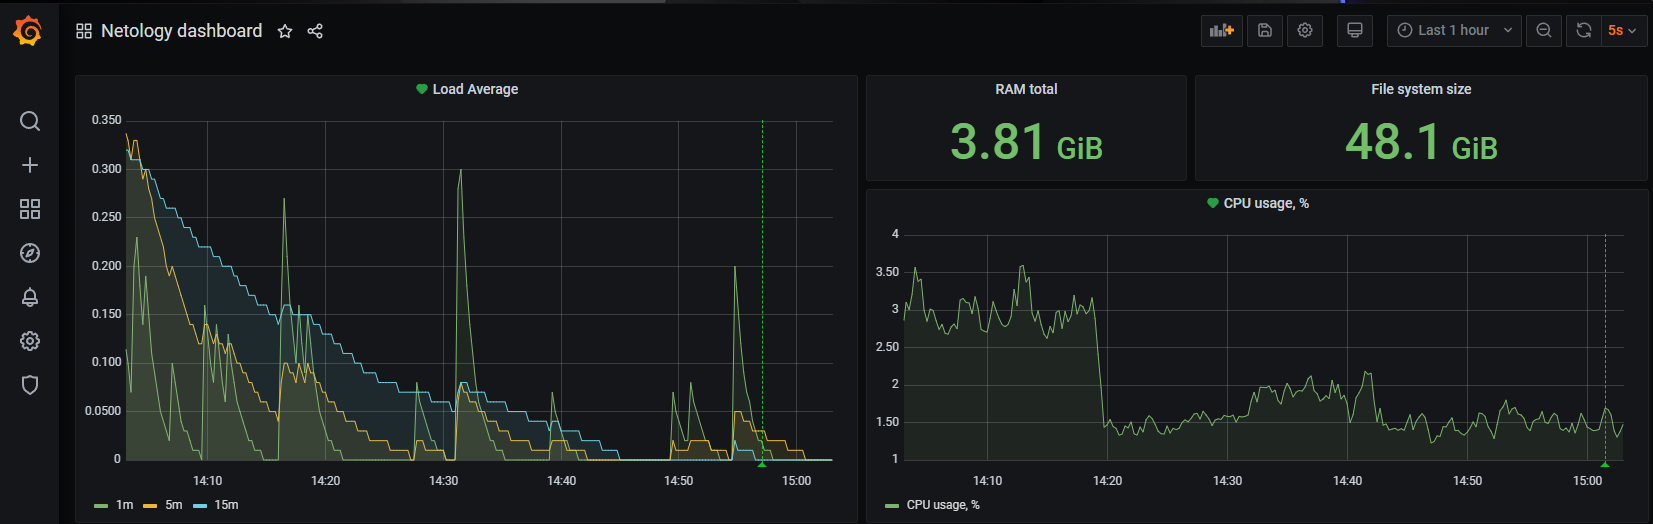 Netology dashboard
Last 1 hour
5s
Load Average
0.350
0.300
0.250
0.200
0.150
0.100
0.0500
0
14:10 14:20 14:30 14:40 14:50 15:00
1m 5m 15m
RAM total
3.81 GiB
File system size
48.1 GiB
CPU usage, %
4
3.50
3
2.50
2
1.50
1
14:10 14:20 14:30 14:40 14:50 15:00
CPU usage, %